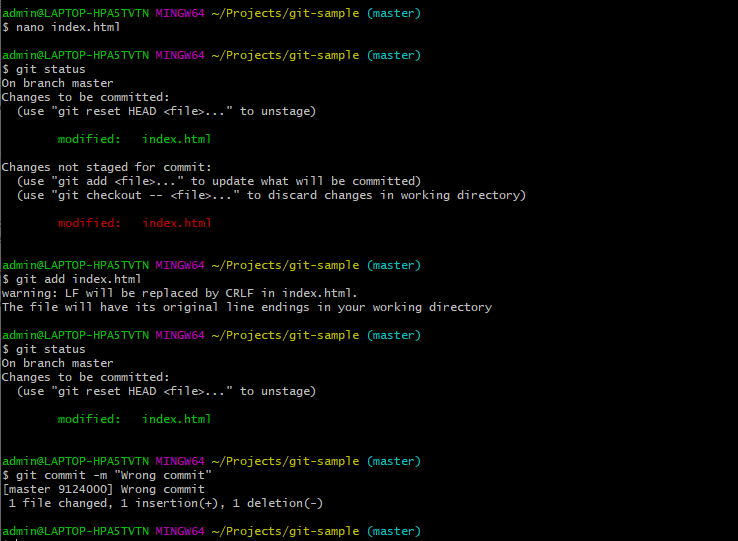 admin@LAPTOP-HPA5TVTN MINGW64 ~/Projects/git-sample (master)
$ nano index.html
admin@LAPTOP-HPA5TVTN MINGW64 ~/Projects/git-sample (master)
$ git status
On branch master
Changes to be committed:
  (use "git reset HEAD <file>..." to unstage)
        modified:   index.html
Changes not staged for commit:
  (use "git add <file>..." to update what will be committed)
  (use "git checkout -- <file>..." to discard changes in working directory)
        modified:   index.html
admin@LAPTOP-HPA5TVTN MINGW64 ~/Projects/git-sample (master)
$ git add index.html
warning: LF will be replaced by CRLF in index.html.
The file will have its original line endings in your working directory
admin@LAPTOP-HPA5TVTN MINGW64 ~/Projects/git-sample (master)
$ git status
On branch master
Changes to be committed:
  (use "git reset HEAD <file>..." to unstage)
        modified:   index.html
admin@LAPTOP-HPA5TVTN MINGW64 ~/Projects/git-sample (master)
$ git commit -m "Wrong commit"
[master 9124000] Wrong commit
 1 file changed, 1 insertion(+), 1 deletion(-)
admin@LAPTOP-HPA5TVTN MINGW64 ~/Projects/git-sample (master)